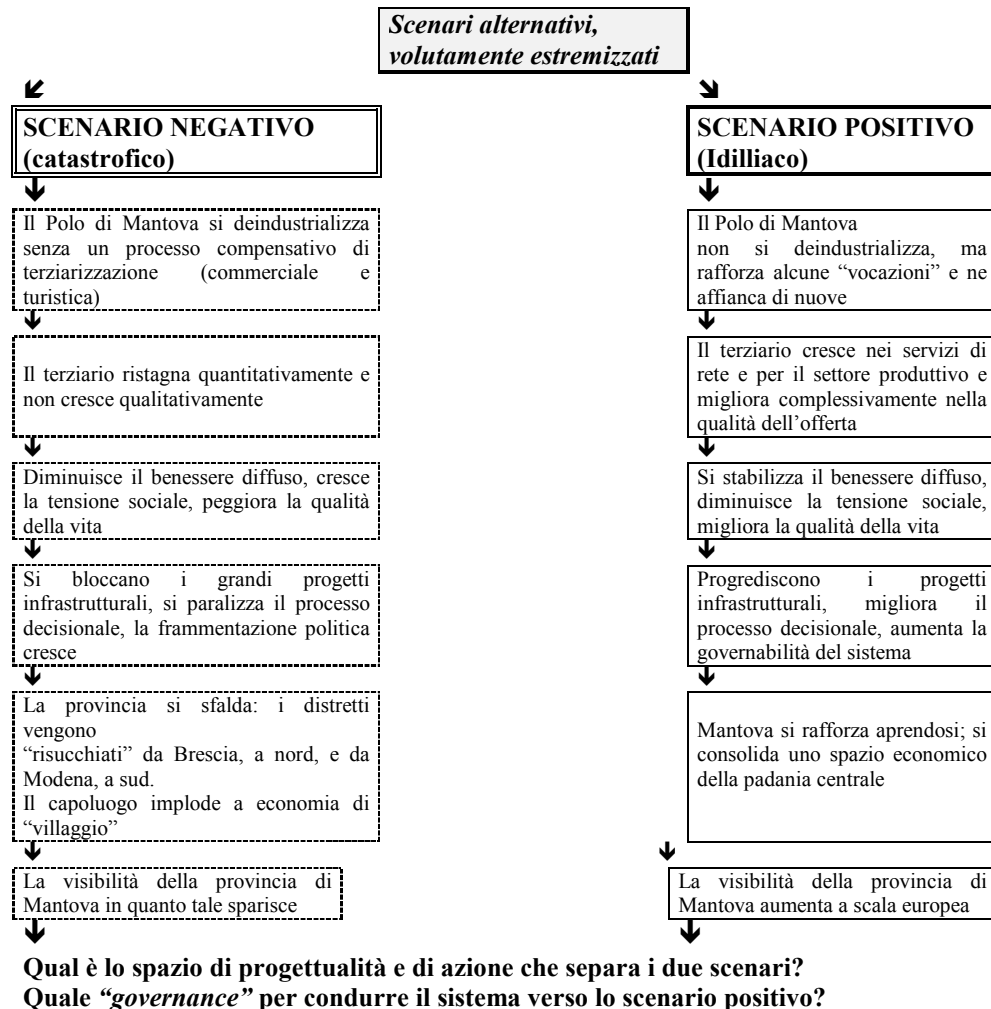 Scenari alternativi,
volutamente estremizzati
SCENARIO NEGATIVO
(catastrofico)
Il Polo di Mantova si deindustrializza
senza un processo compensativo di
terziarizzazione (commerciale e
turistica)
Il terziario ristagna quantitativamente e
non cresce qualitativamente
Diminuisce il benessere diffuso, cresce
la tensione sociale, peggiora la qualità
della vita
Si bloccano i grandi progetti
infrastrutturali, si paralizza il processo
decisionale, la frammentazione politica
cresce
La provincia si sfalda: i distretti
vengono
“risucchiati” da Brescia, a nord, e da
Modena, a sud.
Il capoluogo implode a economia di
“villaggio”
La visibilità della provincia di
Mantova in quanto tale sparisce
SCENARIO POSITIVO
(Idilliaco)
Il Polo di Mantova
non si deindustrializza, ma
rafforza alcune “vocazioni” e ne
affianca di nuove
Il terziario cresce nei servizi di
rete e per il settore produttivo e
migliora complessivamente nella
qualità dell’offerta
Si stabilizza il benessere diffuso,
diminuisce la tensione sociale,
migliora la qualità della vita
Progrediscono i progetti
infrastrutturali, migliora il
processo decisionale, aumenta la
governabilità del sistema
Mantova si rafforza aprendosi; si
consolida uno spazio economico
della padania centrale
La visibilità della provincia di
Mantova aumenta a scala europea
Qual è lo spazio di progettualità e di azione che separa i due scenari?
Quale “governance” per condurre il sistema verso lo scenario positivo?